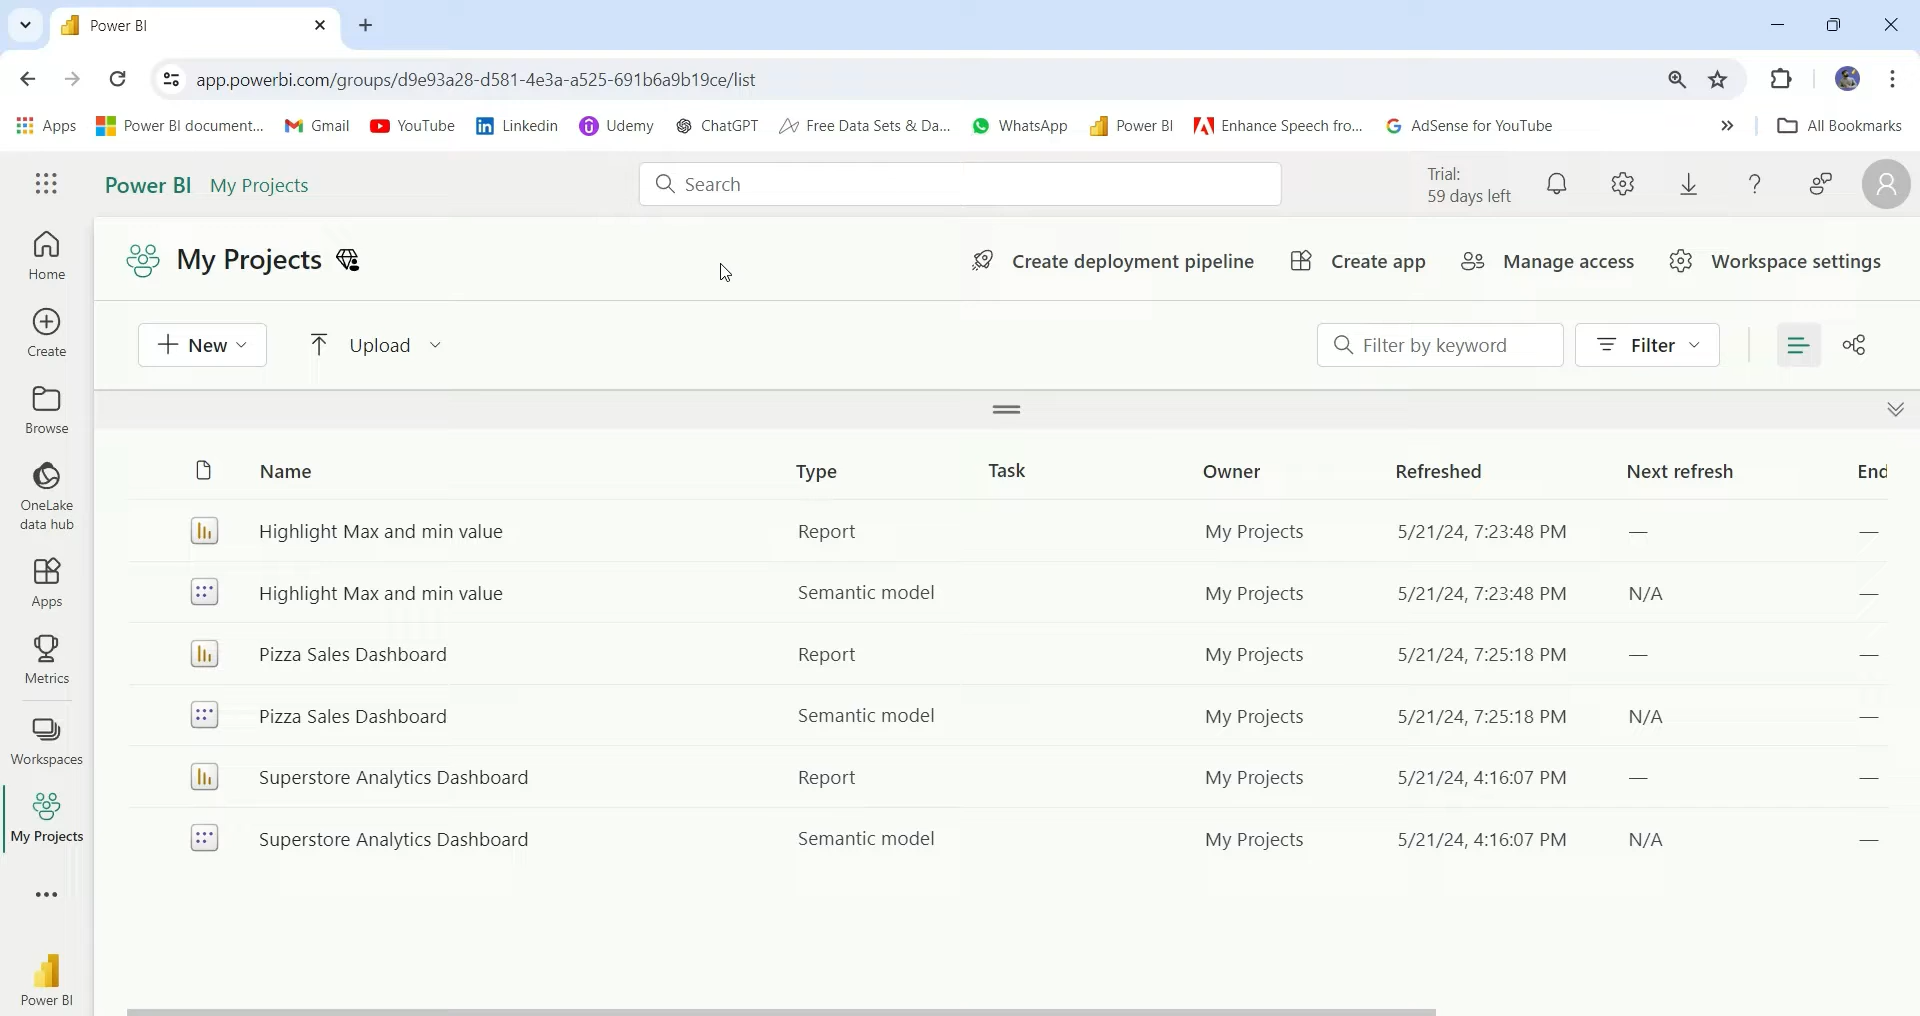 Power BI
app.powerbi.com/groups/d9e93a28-d581-4e3a-a525-691b6a9b19ce/list
Apps Power BI document... Gmail YouTube Linkedin Udemy ChatGPT Free Data Sets & Da... WhatsApp Power BI Enhance Speech fro... AdSense for YouTube » All Bookmarks
Power BI My Projects Search Trial:
59 days left
My Projects Create deployment pipeline Create app Manage access Workspace settings
Home
New Upload Filter by keyword Filter
Create
Browse
Name Type Task Owner Refreshed Next refresh End
OneLake
data hub
Highlight Max and min value Report My Projects 5/21/24, 7:23:48 PM — —
Apps
Highlight Max and min value Semantic model My Projects 5/21/24, 7:23:48 PM N/A —
Pizza Sales Dashboard Report My Projects 5/21/24, 7:25:18 PM — —
Metrics
Pizza Sales Dashboard Semantic model My Projects 5/21/24, 7:25:18 PM N/A —
Workspaces
Superstore Analytics Dashboard Report My Projects 5/21/24, 4:16:07 PM — —
My Projects
Superstore Analytics Dashboard Semantic model My Projects 5/21/24, 4:16:07 PM N/A —
Power BI